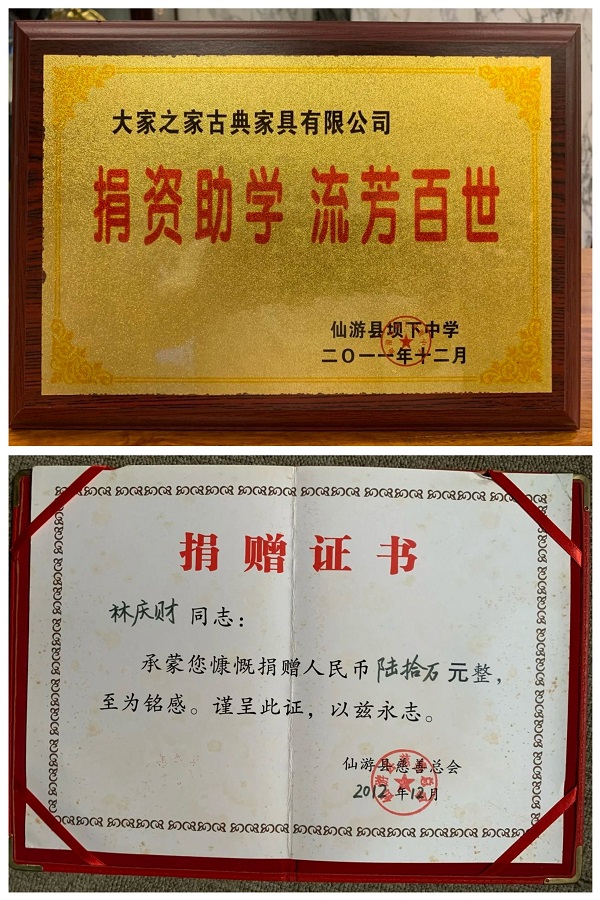 大家之家古典家具有限公司
捐资助学 流芳百世
仙游县坝下中学
二〇一一年十二月
捐赠证书
林庆财 同志：
承蒙您慷慨捐赠人民币 陆拾万 元整，
至为铭感。谨呈此证，以兹永志。
仙游县慈善总会
2012年12月